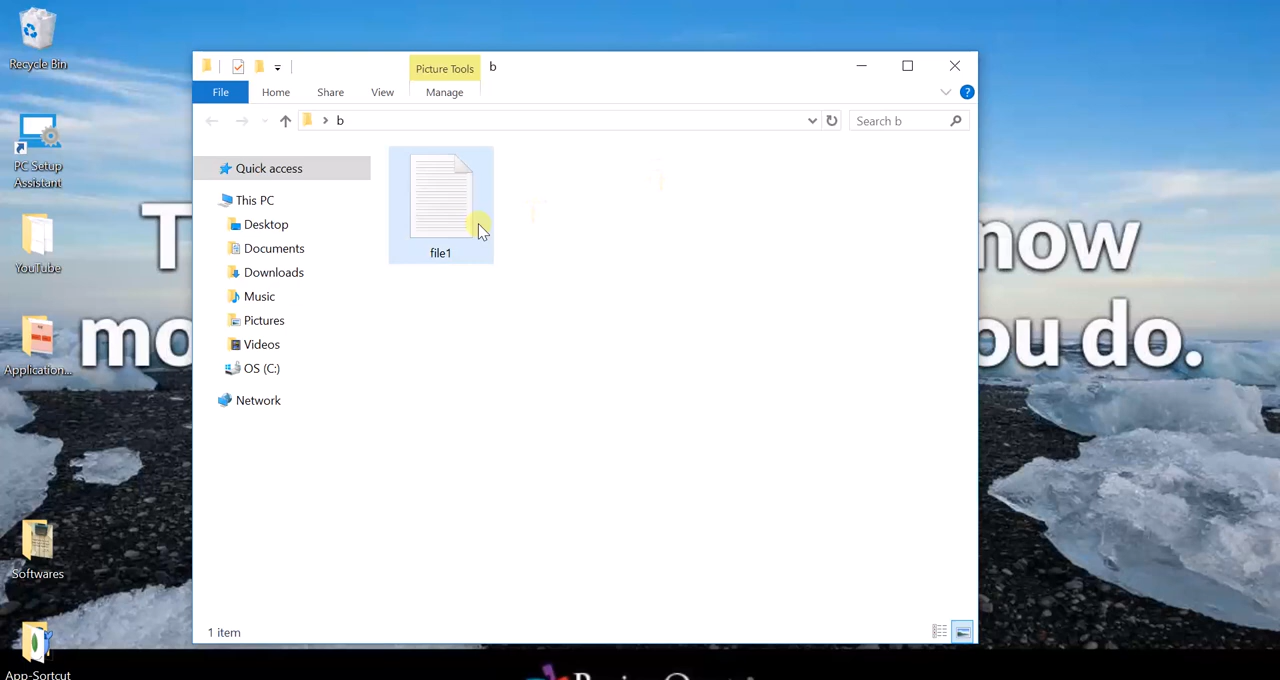 Recycle Bin
PC Setup
Assistant
YouTube
Application...
Softwares
App-Sortcut
Picture Tools
b
File
Home
Share
View
Manage
b
Search b
Quick access
This PC
Desktop
Documents
Downloads
Music
Pictures
Videos
OS (C:)
Network
file1
1 item
now
mo
ou do.